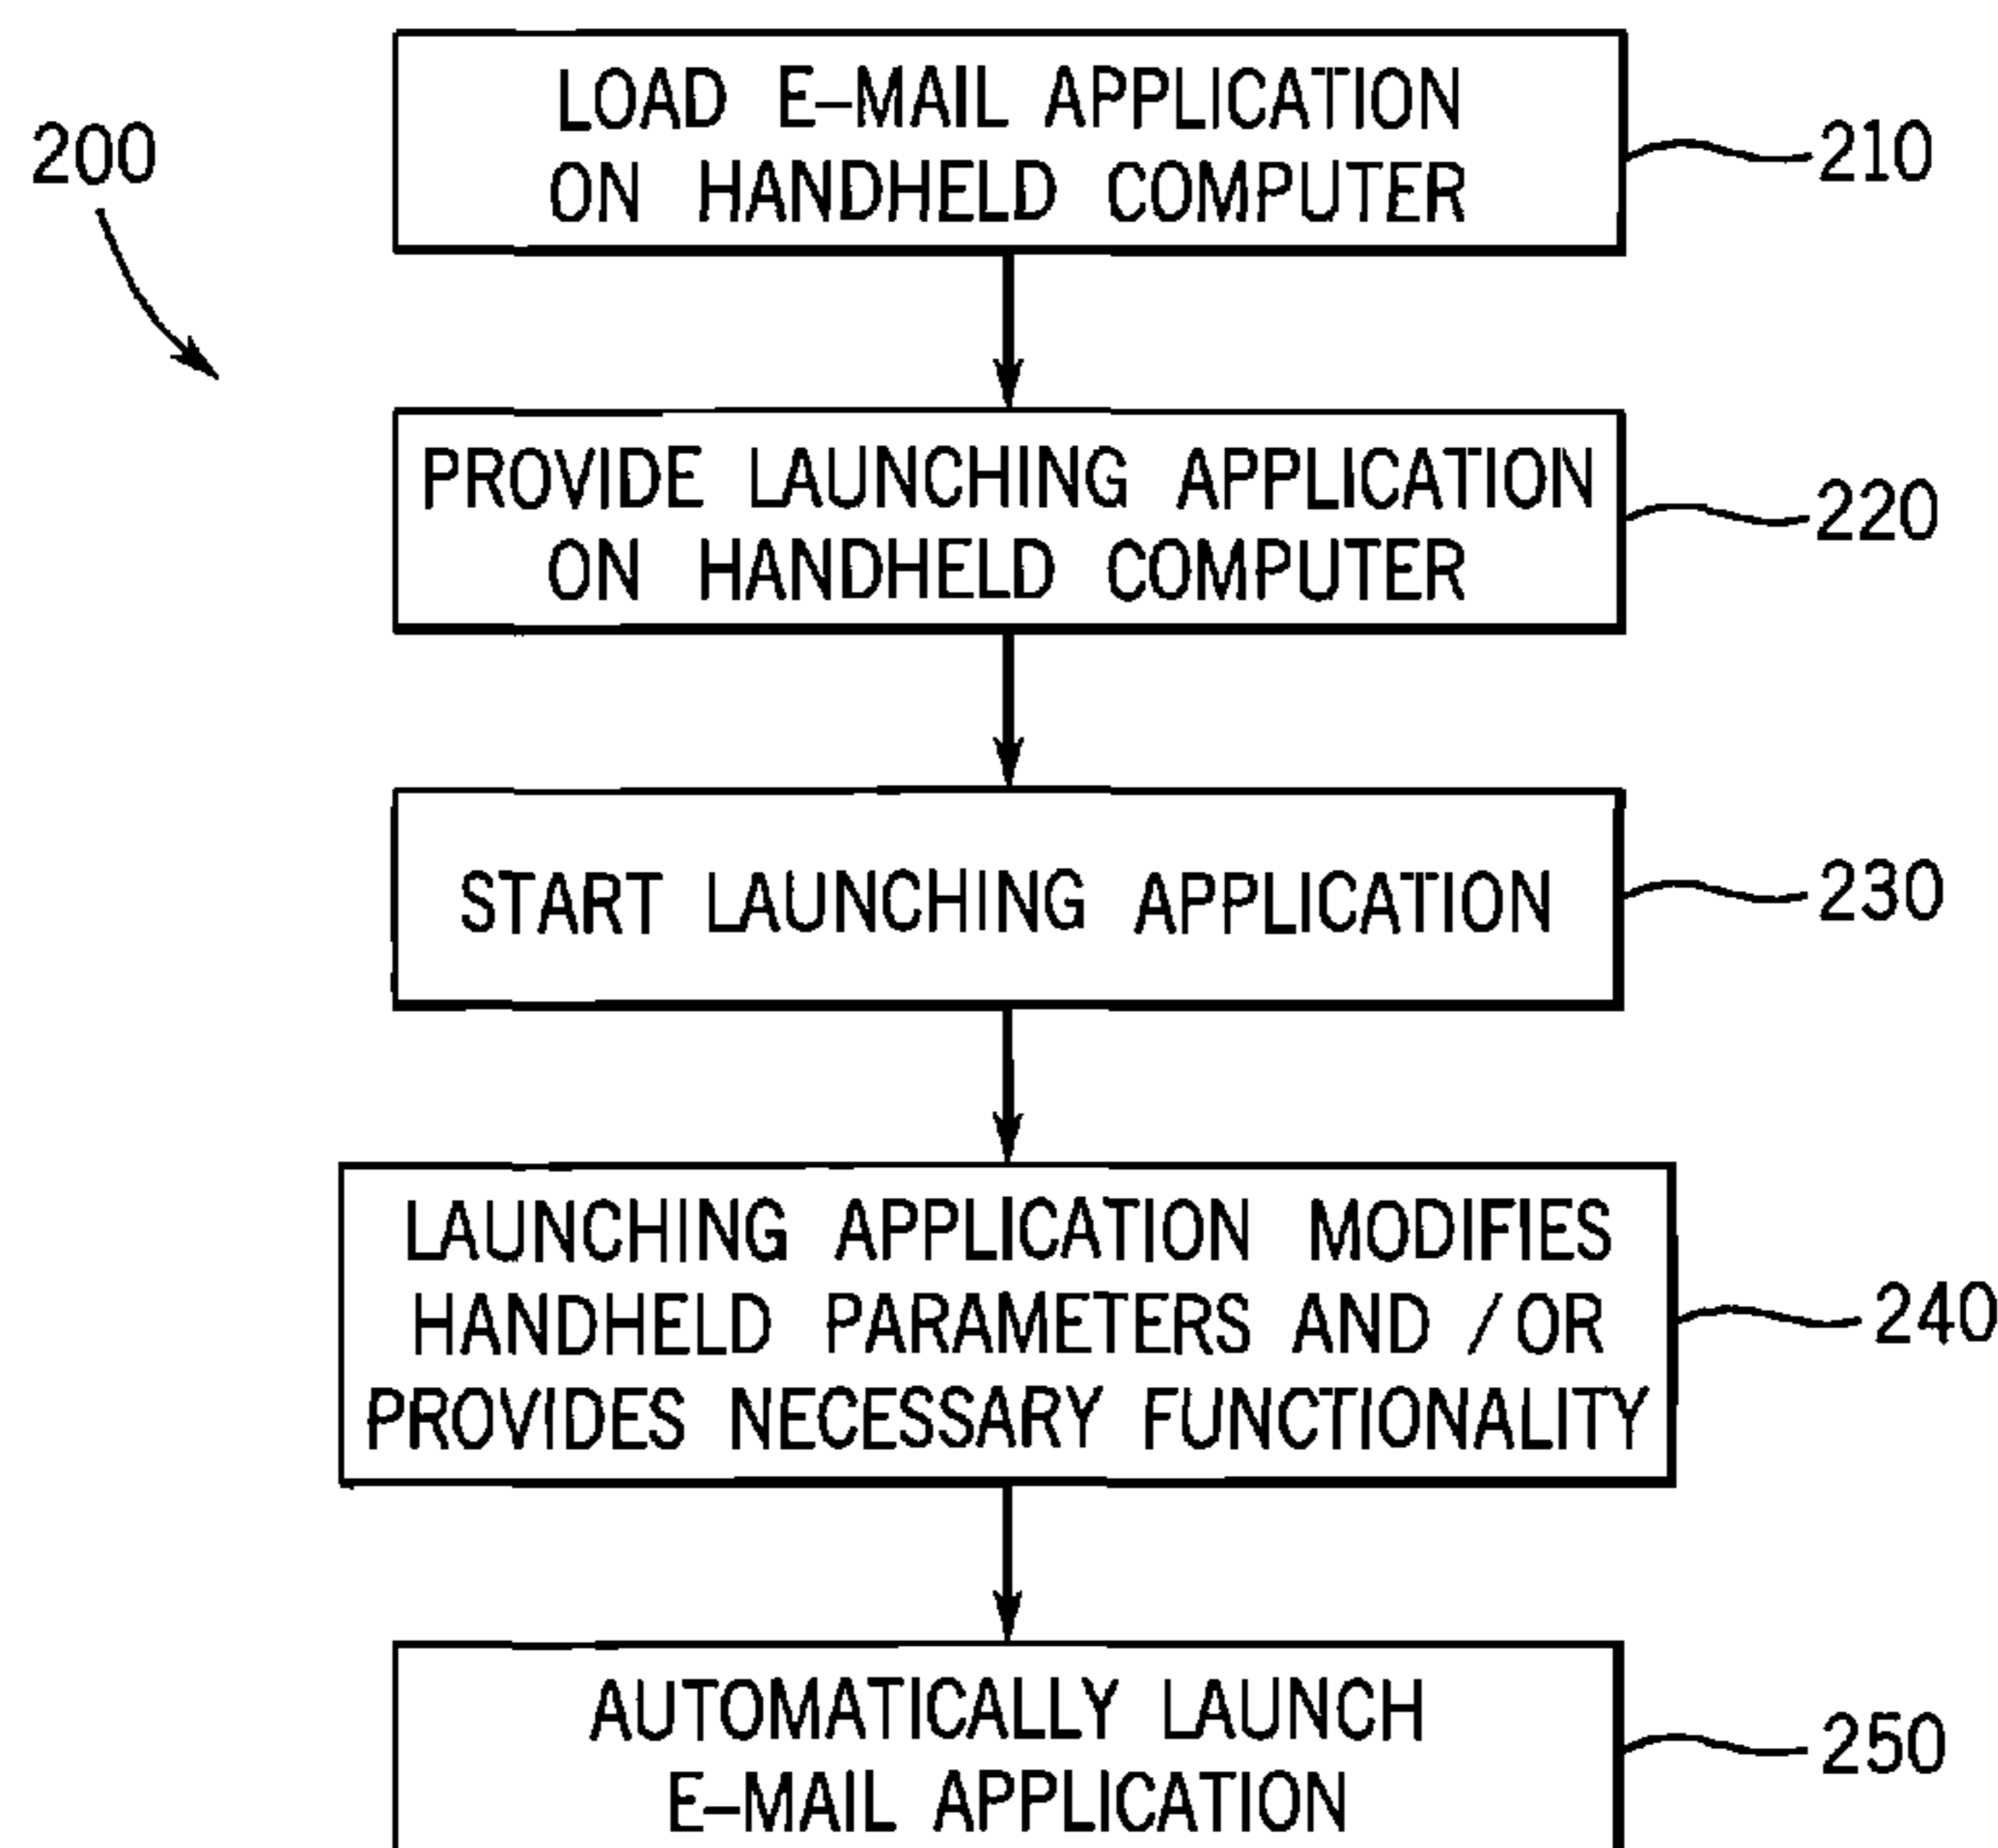 200
LOAD E–MAIL APPLICATION
ON HANDHELD COMPUTER
210
PROVIDE LAUNCHING APPLICATION
ON HANDHELD COMPUTER
220
START LAUNCHING APPLICATION
230
LAUNCHING APPLICATION MODIFIES
HANDHELD PARAMETERS AND /OR
PROVIDES NECESSARY FUNCTIONALITY
240
AUTOMATICALLY LAUNCH
E–MAIL APPLICATION
250